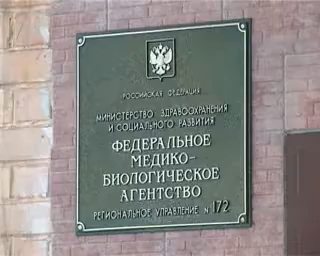 РОССИЙСКАЯ ФЕДЕРАЦИЯ
МИНИСТЕРСТВО ЗДРАВООХРАНЕНИЯ
И СОЦИАЛЬНОГО РАЗВИТИЯ
ФЕДЕРАЛЬНОЕ
МЕДИКО-
БИОЛОГИЧЕСКОЕ
АГЕНТСТВО
РЕГИОНАЛЬНОЕ УПРАВЛЕНИЕ № 172